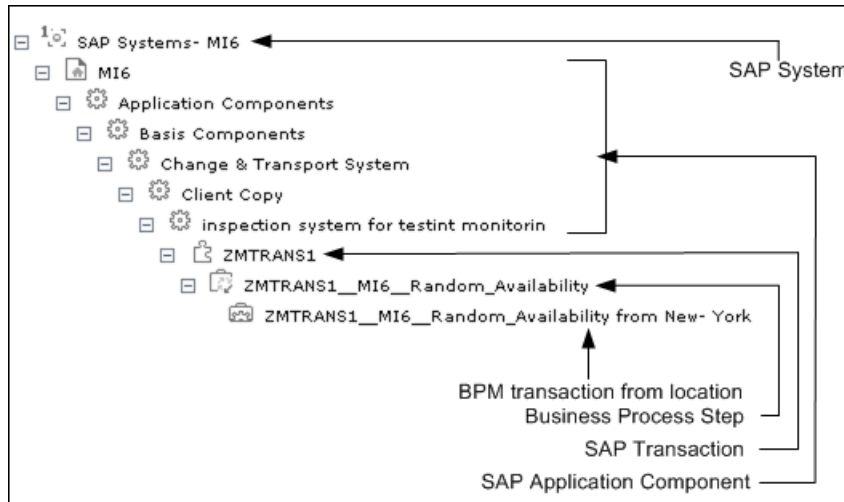 1
SAP Systems- MI6
SAP System
MI6
Application Components
Basis Components
Change & Transport System
Client Copy
inspection system for testint monitorin
ZMTRANS1
ZMTRANS1__MI6__Random_Availability
ZMTRANS1__MI6__Random_Availability from New- York
BPM transaction from location
Business Process Step
SAP Transaction
SAP Application Component